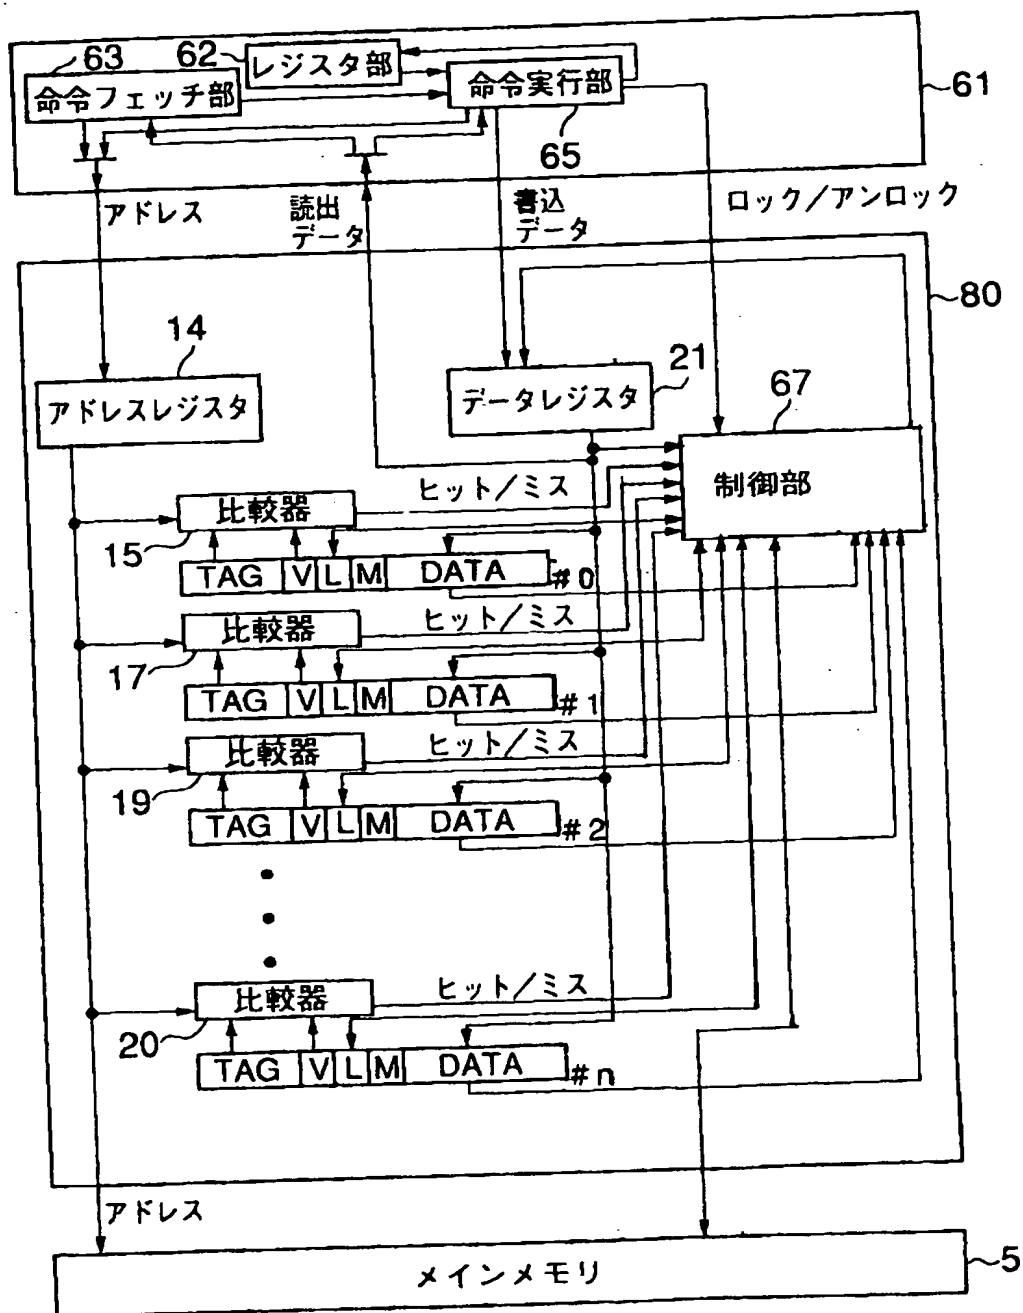 63
62
レジスタ部
命令フェッチ部
命令実行部
61
65
アドレス
読出
データ
書込
データ
ロック/アンロック
80
14
アドレスレジスタ
21
データレジスタ
67
制御部
ヒット/ミス
比較器
15
TAG V L M DATA #0
ヒット/ミス
比較器
17
TAG V L M DATA #1
ヒット/ミス
比較器
19
TAG V L M DATA #2
ヒット/ミス
比較器
20
TAG V L M DATA #n
アドレス
メインメモリ
5